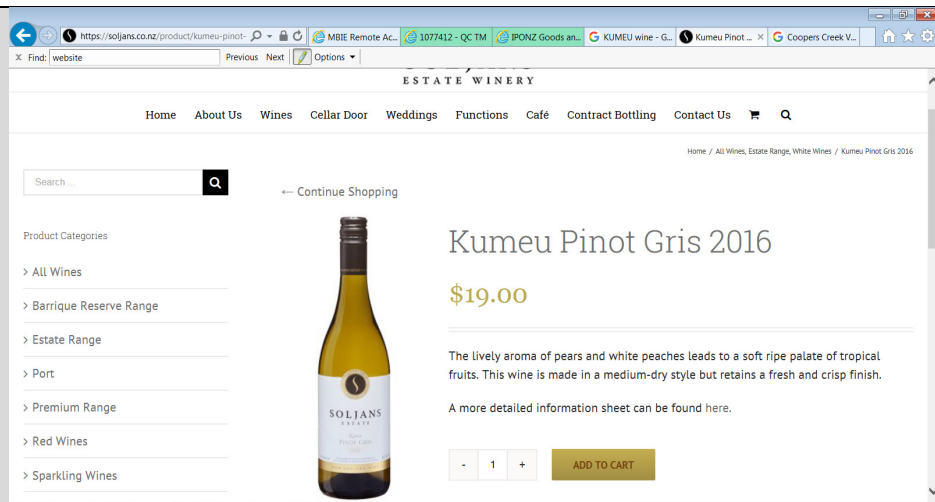 https://soljans.co.nz/product/kumeu-pinot-
MBIE Remote Ac...
1077412 - QC TM
IPONZ Goods an...
KUMEU wine - G...
Kumeu Pinot ...
Coopers Creek V...
Find: website
Previous Next Options
ESTATE WINERY
Home About Us Wines Cellar Door Weddings Functions Café Contract Bottling Contact Us
Home / All Wines, Estate Range, White Wines / Kumeu Pinot Gris 2016
Search ...
← Continue Shopping
Product Categories
> All Wines
> Barrique Reserve Range
> Estate Range
> Port
> Premium Range
> Red Wines
> Sparkling Wines
Kumeu Pinot Gris 2016
$19.00
The lively aroma of pears and white peaches leads to a soft ripe palate of tropical
fruits. This wine is made in a medium-dry style but retains a fresh and crisp finish.
A more detailed information sheet can be found here.
- 1 +
ADD TO CART
SOLJANS
ESTATE
PINOT GRIS